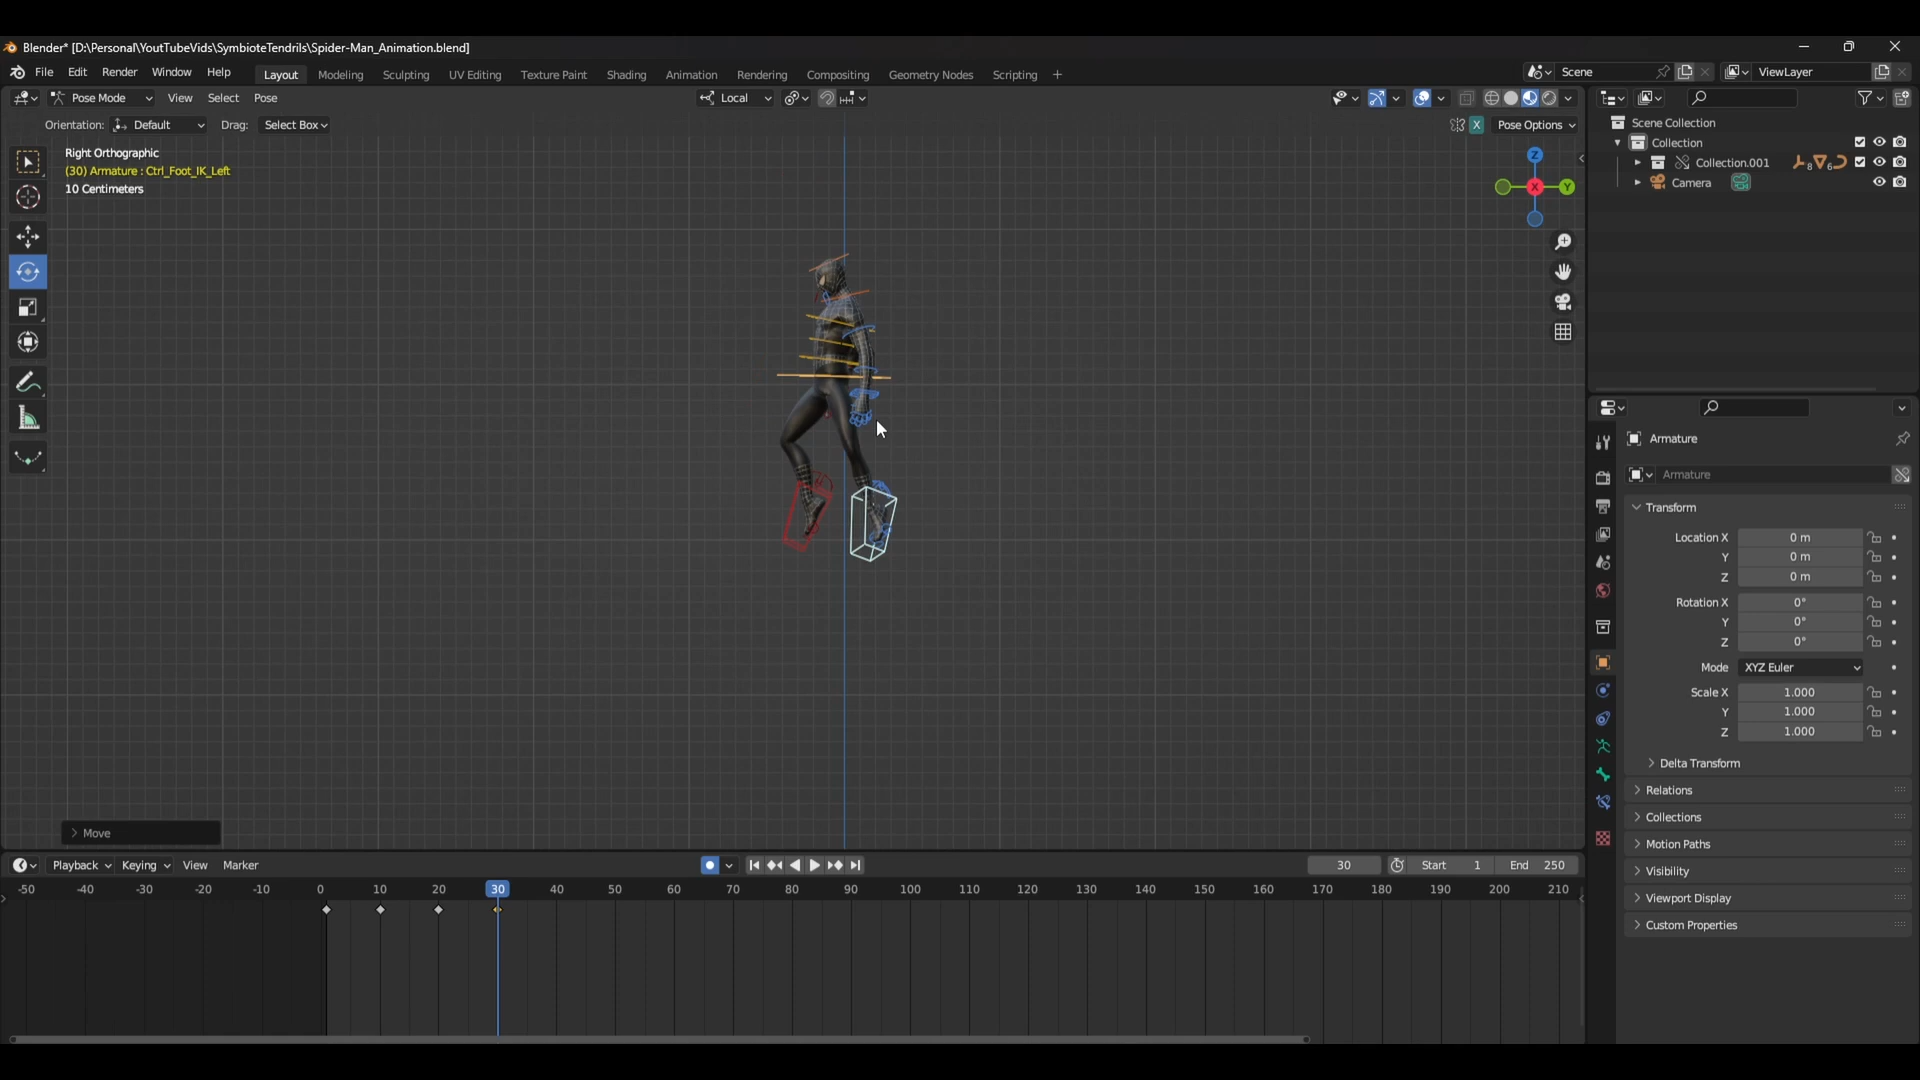 Blender* [D:\Personal\YoutTubeVids\SymbioteTendrils\Spider-Man_Animation.blend]
File Edit Render Window Help Layout Modeling Sculpting UV Editing Texture Paint Shading Animation Rendering Compositing Geometry Nodes Scripting + Scene ViewLayer
Pose Mode View Select Pose Local
Orientation: Default Drag: Select Box X Pose Options
Right Orthographic
(30) Armature : Ctrl_Foot_IK_Left
10 Centimeters
Z
X
Y
Move
Scene Collection
Collection
Collection.001 8 6
Camera
Armature
Armature
Transform
Location X 0 m
Y 0 m
Z 0 m
Rotation X 0°
Y 0°
Z 0°
Mode XYZ Euler
Scale X 1.000
Y 1.000
Z 1.000
Delta Transform
Relations
Collections
Motion Paths
Visibility
Viewport Display
Custom Properties
Playback Keying View Marker 30 Start 1 End 250
-50 -40 -30 -20 -10 0 10 20 30 40 50 60 70 80 90 100 110 120 130 140 150 160 170 180 190 200 210